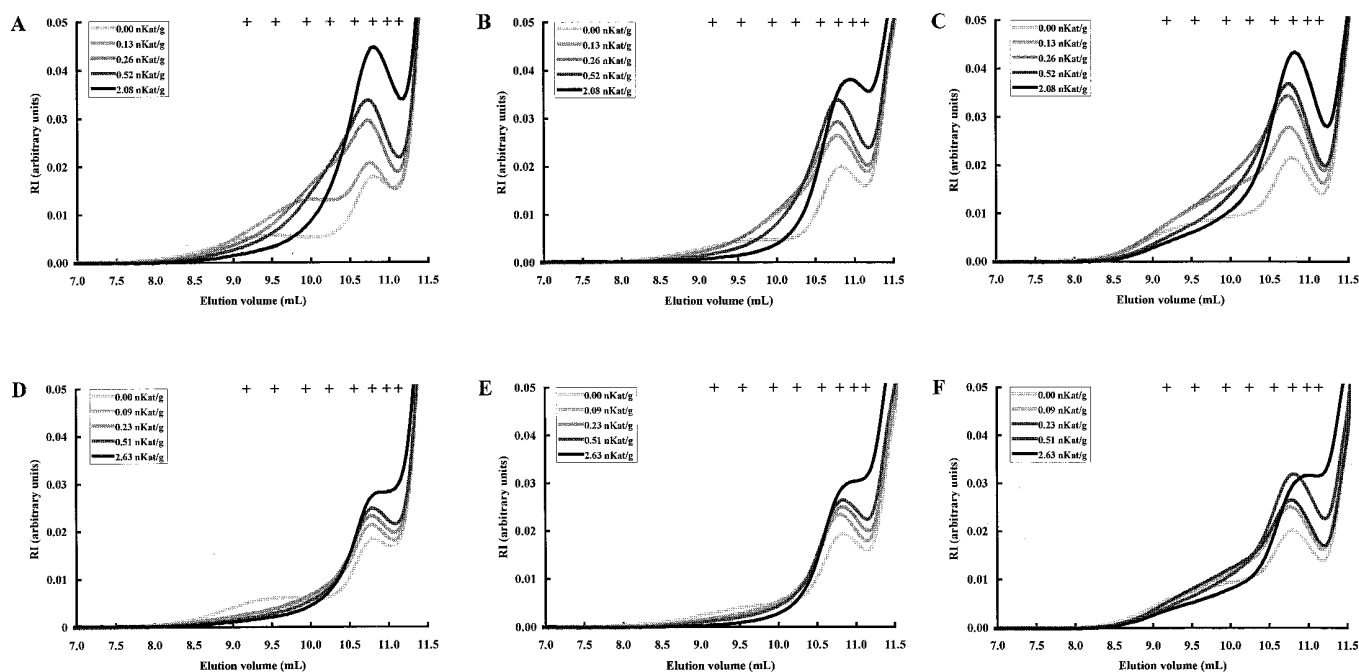 A
0.05
0.04
0.03
0.02
0.01
0.00
RI (arbitrary units)
0.00 nKat/g
0.13 nKat/g
0.26 nKat/g
0.52 nKat/g
2.08 nKat/g
+ + + + + + + +
7.0 7.5 8.0 8.5 9.0 9.5 10.0 10.5 11.0 11.5
Elution volume (mL)
B
0.05
0.04
0.03
0.02
0.01
0.00
RI (arbitrary units)
0.00 nKat/g
0.13 nKat/g
0.26 nKat/g
0.52 nKat/g
2.08 nKat/g
+ + + + + + + +
7.0 7.5 8.0 8.5 9.0 9.5 10.0 10.5 11.0 11.5
Elution volume (mL)
C
0.05
0.04
0.03
0.02
0.01
0.00
RI (arbitrary units)
0.00 nKat/g
0.13 nKat/g
0.26 nKat/g
0.52 nKat/g
2.08 nKat/g
+ + + + + + + +
7.0 7.5 8.0 8.5 9.0 9.5 10.0 10.5 11.0 11.5
Elution volume (mL)
D
0.05
0.04
0.03
0.02
0.01
0
RI (arbitrary units)
0.00 nKat/g
0.09 nKat/g
0.23 nKat/g
0.51 nKat/g
2.63 nKat/g
+ + + + + + + +
7.0 7.5 8.0 8.5 9.0 9.5 10.0 10.5 11.0 11.5
Elution volume (mL)
E
0.05
0.04
0.03
0.02
0.01
0.00
RI (arbitrary units)
0.00 nKat/g
0.09 nKat/g
0.23 nKat/g
0.51 nKat/g
2.63 nKat/g
+ + + + + + + +
7.0 7.5 8.0 8.5 9.0 9.5 10.0 10.5 11.0 11.5
Elution volume (mL)
F
0.05
0.04
0.03
0.02
0.01
0.00
RI (arbitrary units)
0.00 nKat/g
0.09 nKat/g
0.23 nKat/g
0.51 nKat/g
2.63 nKat/g
+ + + + + + + +
7.0 7.5 8.0 8.5 9.0 9.5 10.0 10.5 11.0 11.5
Elution volume (mL)